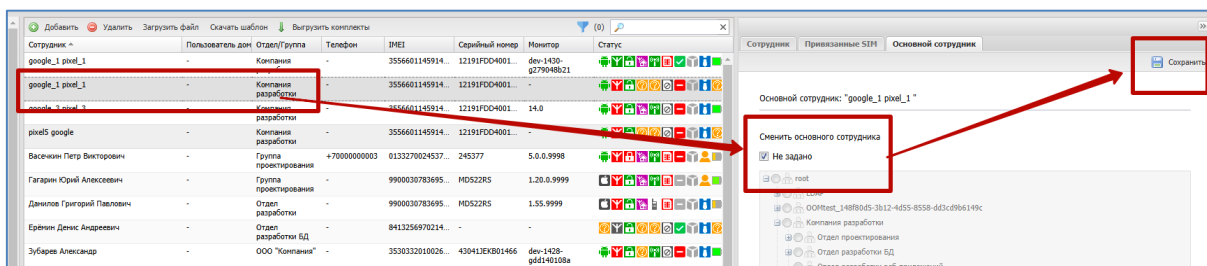 Добавить Удалить Загрузить файл Скачать шаблон Выгрузить комплекты (0)
Сотрудник Пользователь дом Отдел/Группа Телефон IMEI Серийный номер Монитор Статус
google_1 pixel_1 - Компания - 3556601145914... 12191FDD4001... dev-1430-
g279048b21
google_1 pixel_1 - Компания - 3556601145914... 12191FDD4001... -
разработки
google_3 pixel_3 - Компания - 3556601145914... 12191FDD4001... 14.0
разработки
pixel5 google - Компания - 3556601145914... 12191FDD4001... -
разработки
Васечкин Петр Викторович - Группа +70000000003 0133270024537... 245377 5.0.0.9998
проектирования
Гагарин Юрий Алексеевич - Группа - 9900030783695... MD522RS 1.20.0.9999
проектирования
Данилов Григорий Павлович - Отдел - 9900030783695... MD522RS 1.55.9999
разработки
Ерёмин Денис Андреевич - Отдел - 8413256970214... - -
разработки БД
Зубарев Александр - ООО "Компания" - 3530332010026... 43041JEKB01466 dev-1428-
gdd140108a
Сотрудник Привязанные SIM Основной сотрудник
Сохранить
Основной сотрудник: "google_1 pixel_1 "
Сменить основного сотрудника
Не задано
root
OOMtest_148f80d5-3b12-4d55-8558-dd3cd9b6149c
Компания разработки
Отдел проектирования
Отдел разработки БД